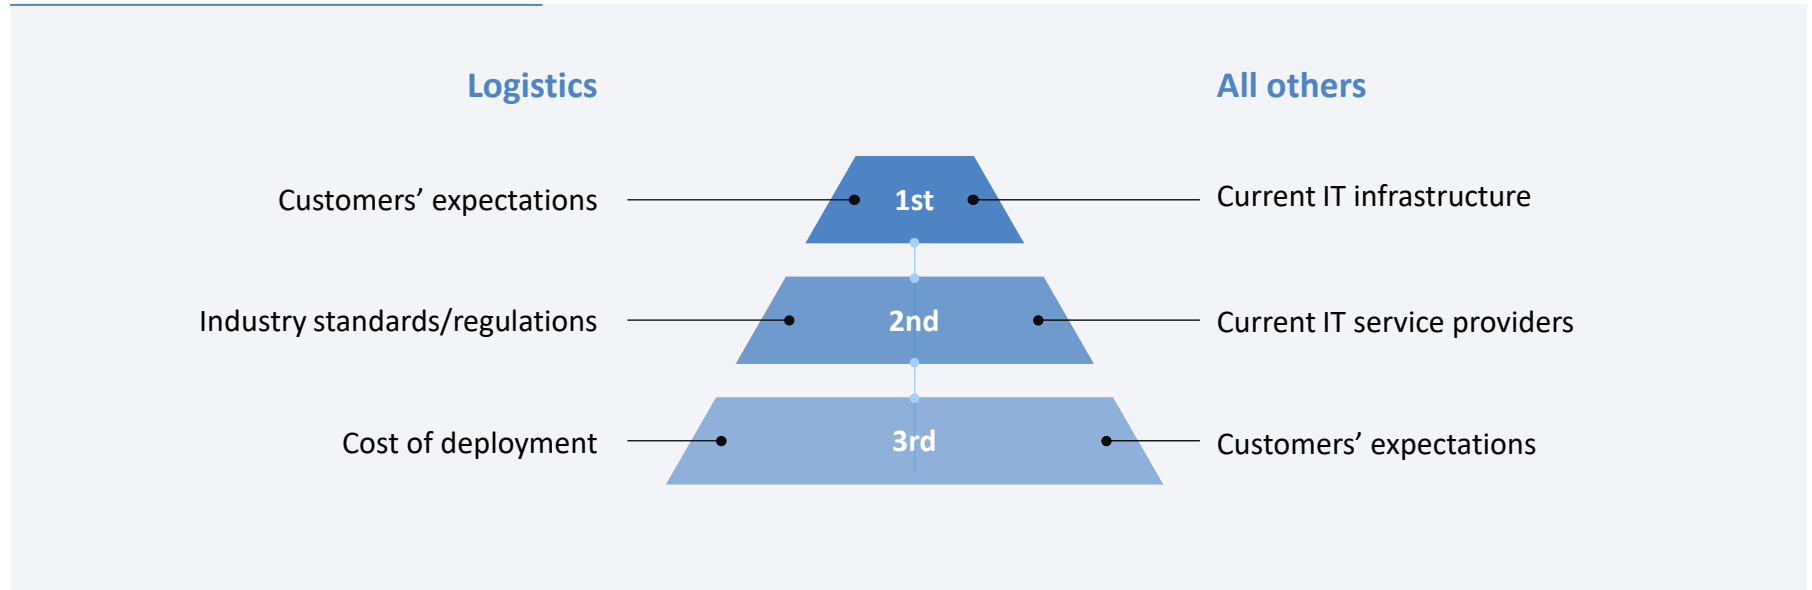 Logistics
All others
Customers’ expectations
1st
Current IT infrastructure
Industry standards/regulations
2nd
Current IT service providers
Cost of deployment
3rd
Customers’ expectations